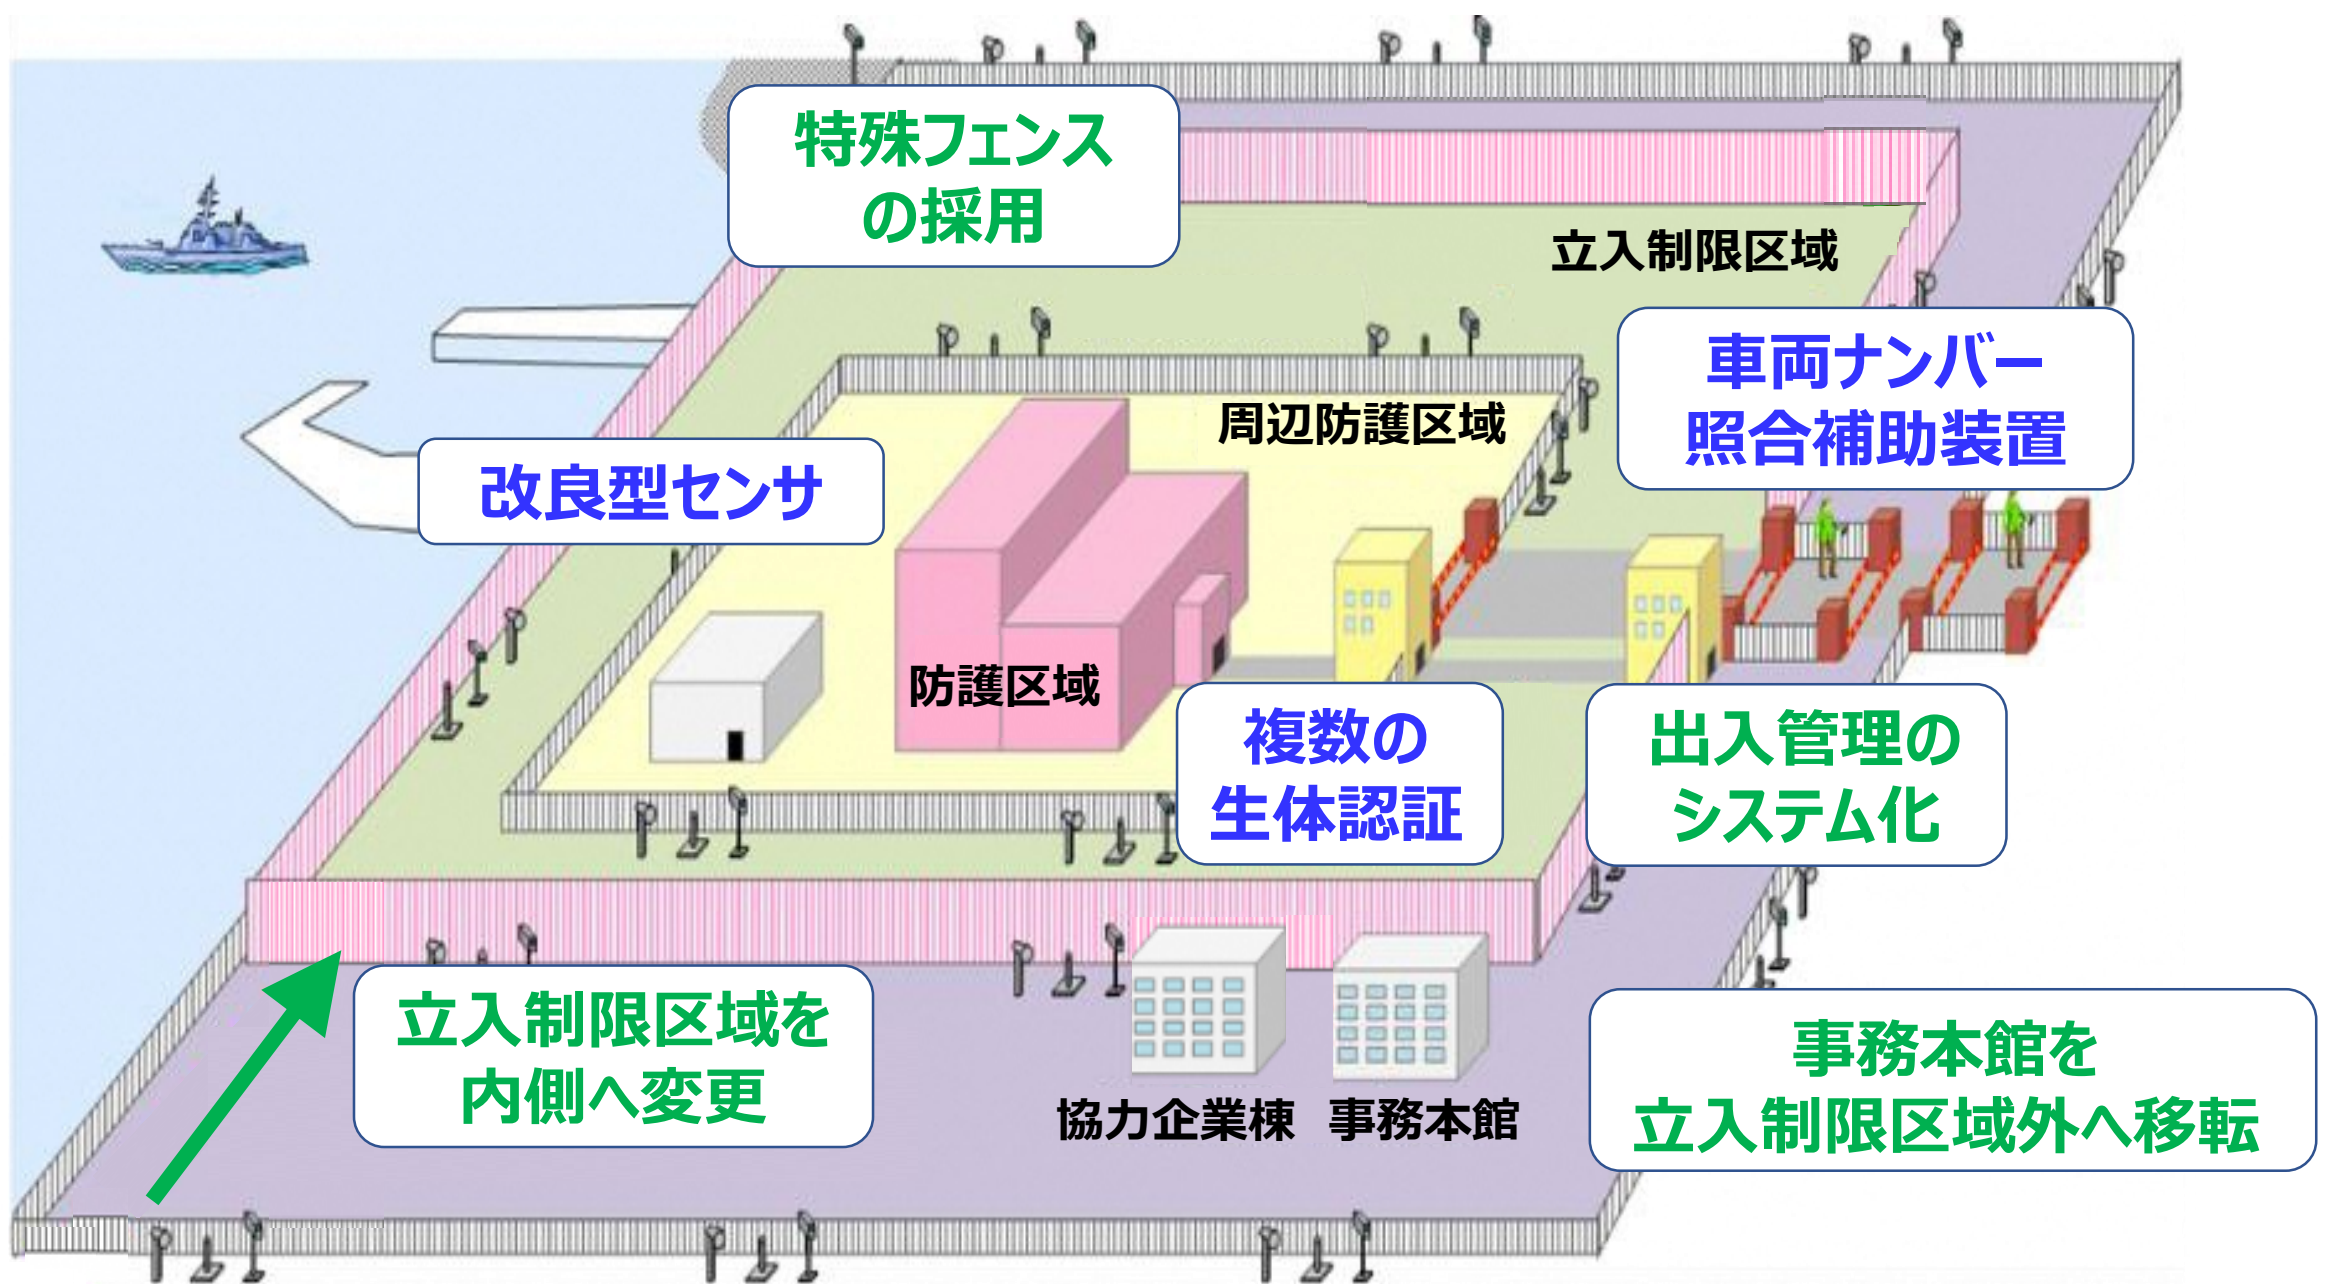 特殊フェンス
の採用
立入制限区域
車両ナンバー
照合補助装置
周辺防護区域
改良型センサ
防護区域
複数の
生体認証
出入管理の
システム化
立入制限区域を
内側へ変更
事務本館を
立入制限区域外へ移転
協力企業棟
事務本館